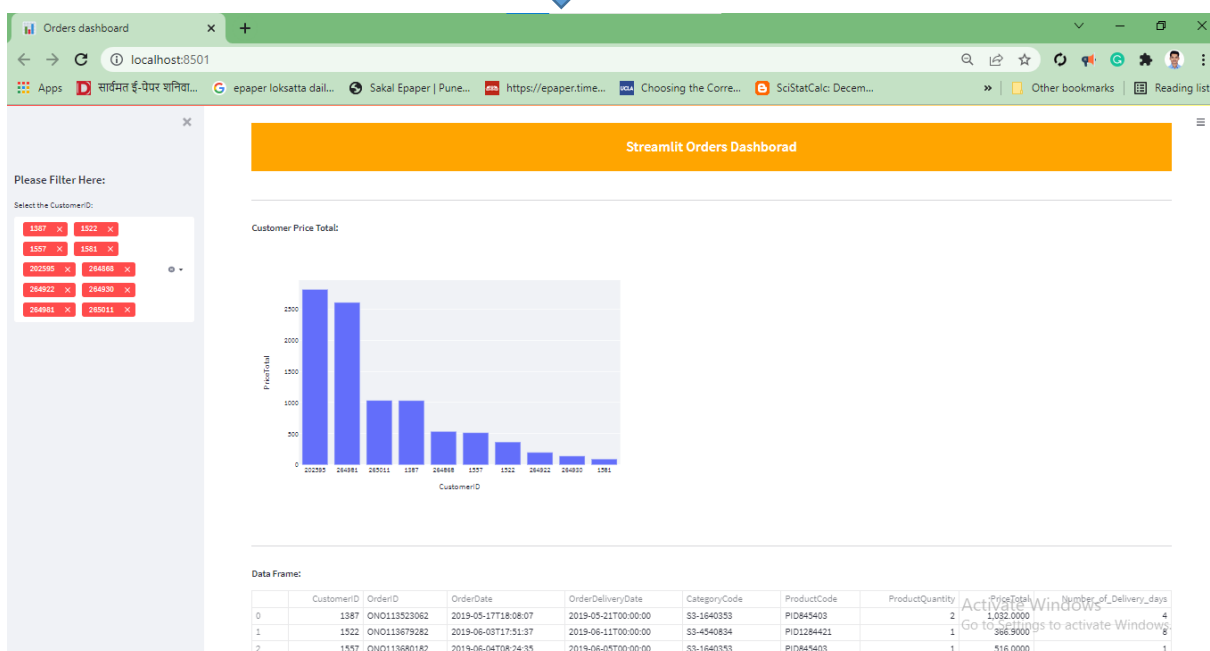 Orders dashboard
localhost:8501
Apps
सार्वमत ई-पेपर शनिवा...
epaper loksatta dail...
Sakal Epaper | Pune...
https://epaper.time...
Choosing the Corre...
SciStatCalc: Decem...
»
Other bookmarks
Reading list
Streamlit Orders Dashborad
Please Filter Here:
Select the CustomerID:
1387 1522
1557 1581
202595 264868
264922 264930
264981 265011
Customer Price Total:
PriceTotal
2500
2000
1500
1000
500
0
202595 264981 265011 1387 264868 1557 1522 264922 264930 1581
CustomerID
Data Frame:
CustomerID OrderID OrderDate OrderDeliveryDate CategoryCode ProductCode ProductQuantity PriceTotal Number_of_Delivery_days
0 1387 ONO113523062 2019-05-17T18:08:07 2019-05-21T00:00:00 S3-1640353 PID845403 2 1,032.0000 4
1 1522 ONO113679282 2019-06-03T17:51:37 2019-06-11T00:00:00 S3-4540834 PID1284421 1 366.9000 8
2 1557 ONO113680182 2019-06-04T08:24:35 2019-06-05T00:00:00 S3-1640353 PID845403 1 516.0000 1
Activate Windows
Go to Settings to activate Windows.